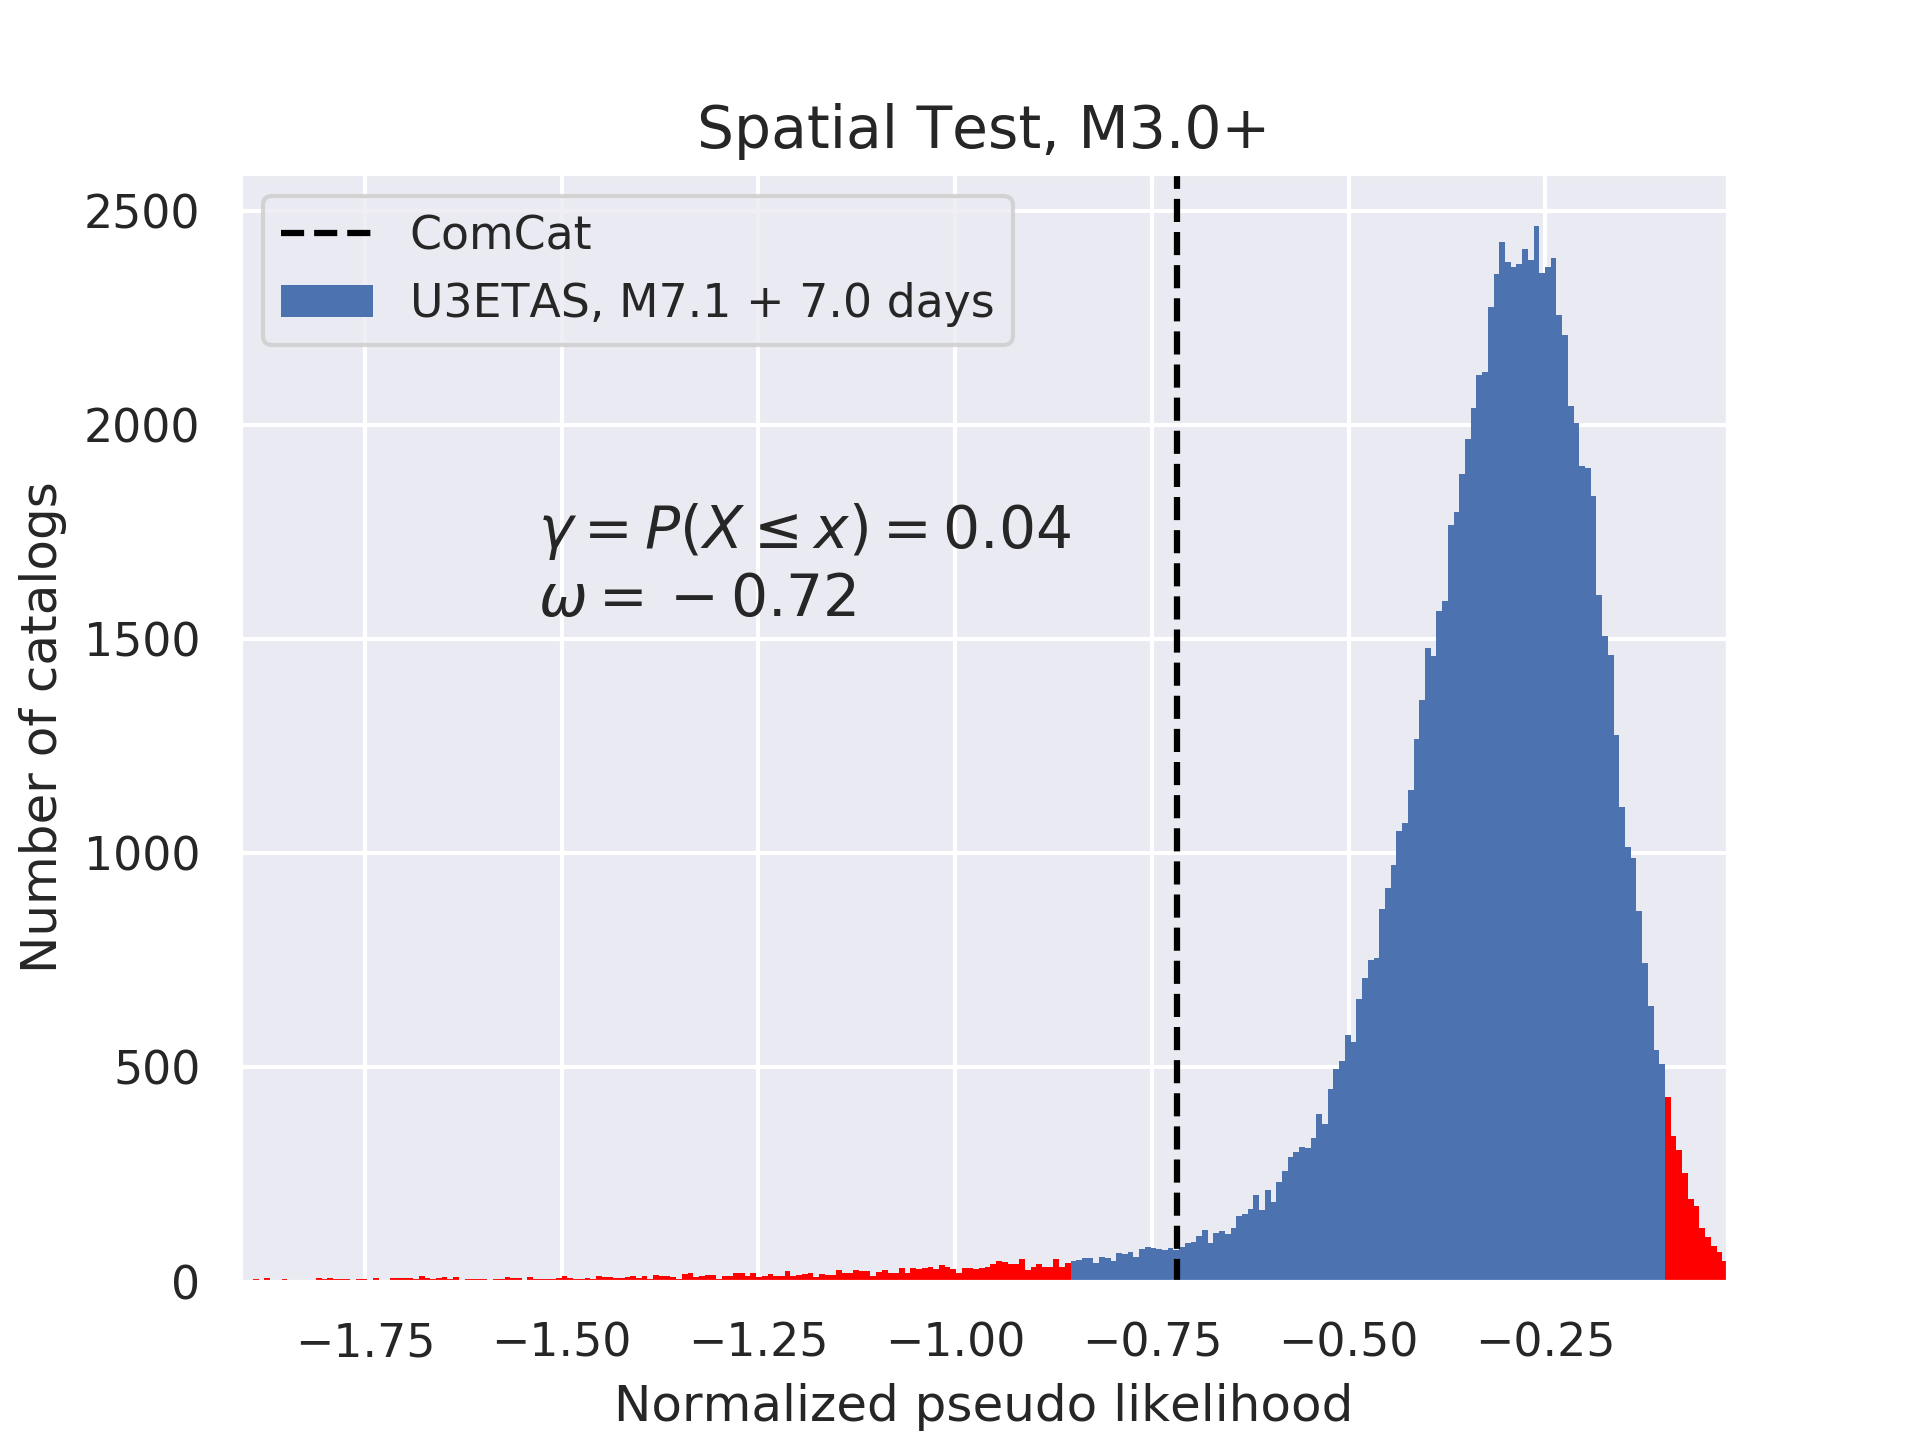 Spatial Test, M3.0+
ComCat
U3ETAS, M7.1 + 7.0 days
γ = P(X ≤ x) = 0.04
ω = −0.72
Number of catalogs
2500
2000
1500
1000
500
0
−1.75 −1.50 −1.25 −1.00 −0.75 −0.50 −0.25
Normalized pseudo likelihood